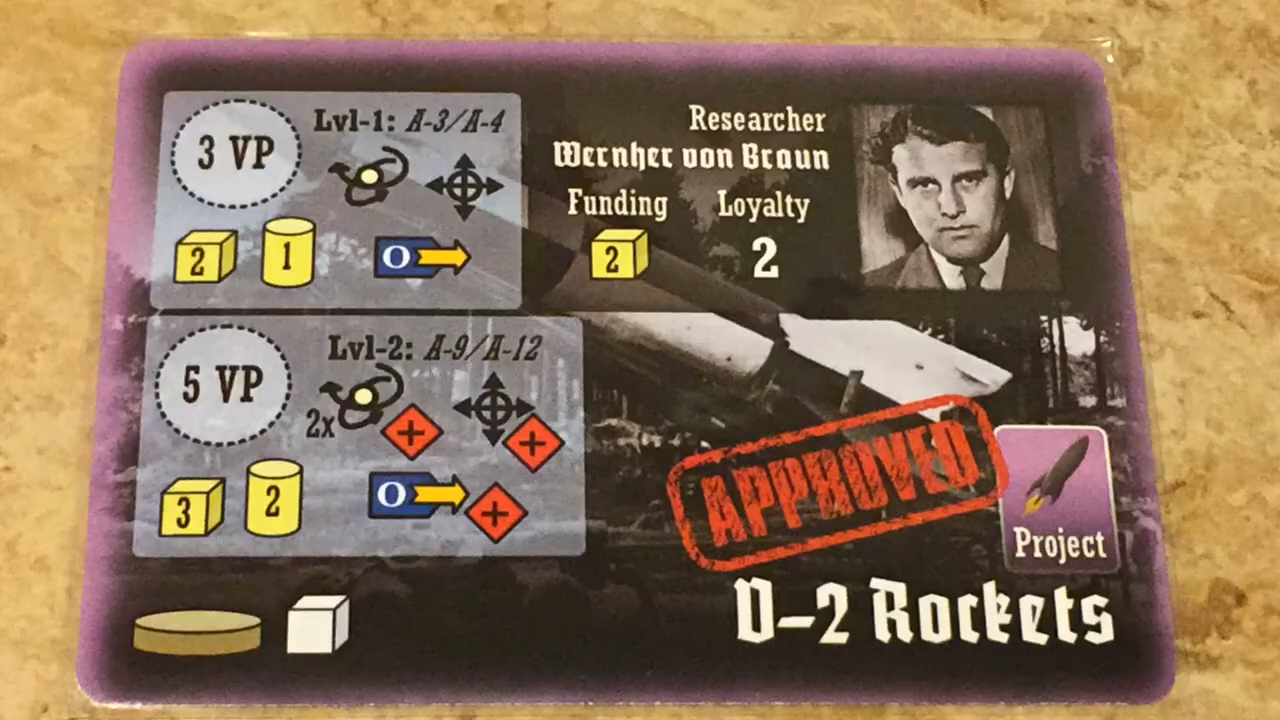 3 VP
Lvl-1: A-3/A-4
2
1
O
Researcher
Wernher von Braun
Funding Loyalty
2
2
5 VP
Lvl-2: A-9/A-12
2x
+
+
3
2
O
+
APPROVED
Project
V-2 Rockets